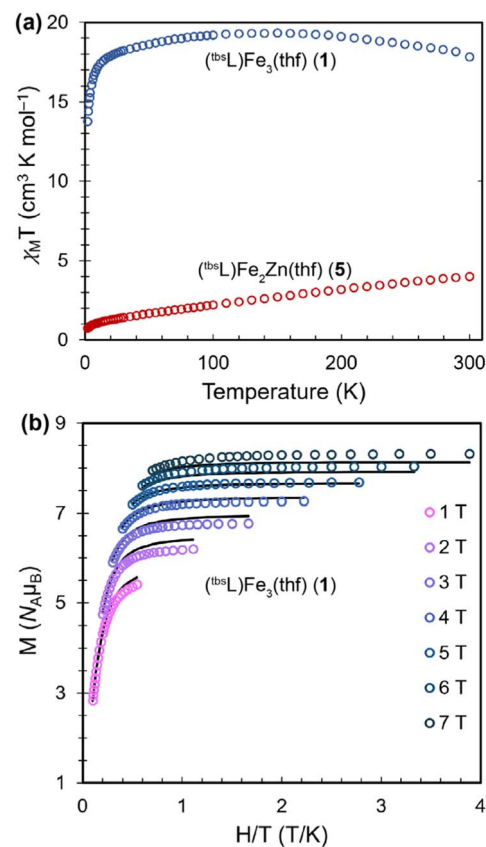 (a)
20
15
10
5
0
χMT (cm³ K mol⁻¹)
(ᵗᵇˢL)Fe₃(thf) (1)
(ᵗᵇˢL)Fe₂Zn(thf) (5)
0 100 200 300
Temperature (K)
(b)
9
7
5
3
1
M (N_Aμ_B)
(ᵗᵇˢL)Fe₃(thf) (1)
1 T
2 T
3 T
4 T
5 T
6 T
7 T
0 1 2 3 4
H/T (T/K)